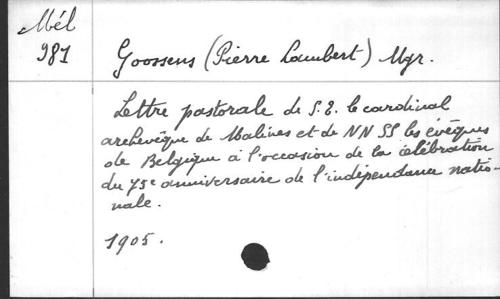 Mél
981
Goossens (Pierre Lambert) Mgr.
Lettre pastorale de S.E. le cardinal
archevêque de Malines et de NN SS les évêques
de Belgique à l'occasion de la célébration
du 75e anniversaire de l'indépendance natio-
nale.
1905.